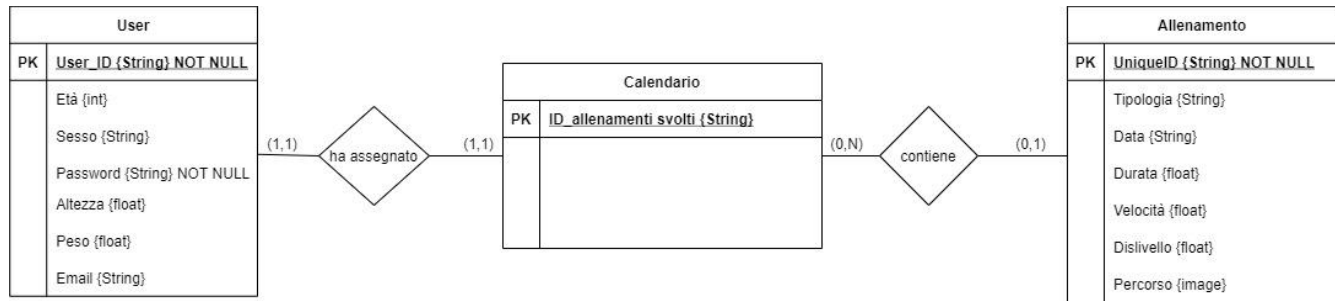 User
PK User_ID {String} NOT NULL
Età {int}
Sesso {String}
Password {String} NOT NULL
Altezza {float}
Peso {float}
Email {String}
(1,1)
ha assegnato
(1,1)
Calendario
PK ID_allenamenti svolti {String}
(0,N)
contiene
(0,1)
Allenamento
PK UniqueID {String} NOT NULL
Tipologia {String}
Data {String}
Durata {float}
Velocità {float}
Dislivello {float}
Percorso {image}